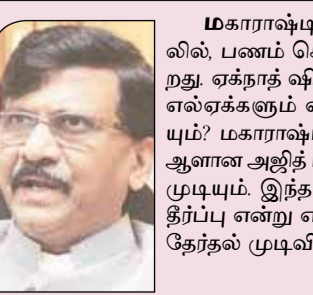 மகாராஷ்டி
லில், பணம் செ
றது. ஏக்நாத் ஷி
எல்ஏக்களும் எ
யும்? மகாராஷ்
ஆளான அஜித்
முடியும். இந்த
தீர்ப்பு என்று எ
தேர்தல் முடிவி